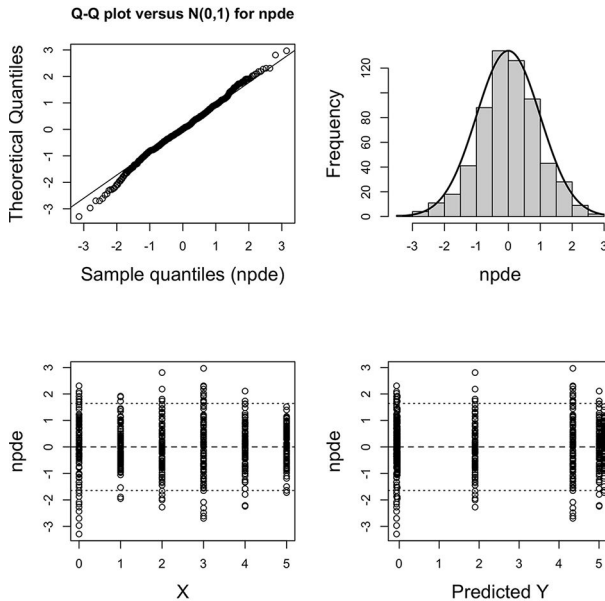 Q-Q plot versus N(0,1) for npde
Theoretical Quantiles
3
2
1
0
-1
-2
-3
-3 -2 -1 0 1 2 3
Sample quantiles (npde)
Frequency
120
80
40
0
-3 -2 -1 0 1 2 3
npde
npde
3
2
1
0
-1
-2
-3
0 1 2 3 4 5
X
npde
3
2
1
0
-1
-2
-3
0 1 2 3 4 5
Predicted Y